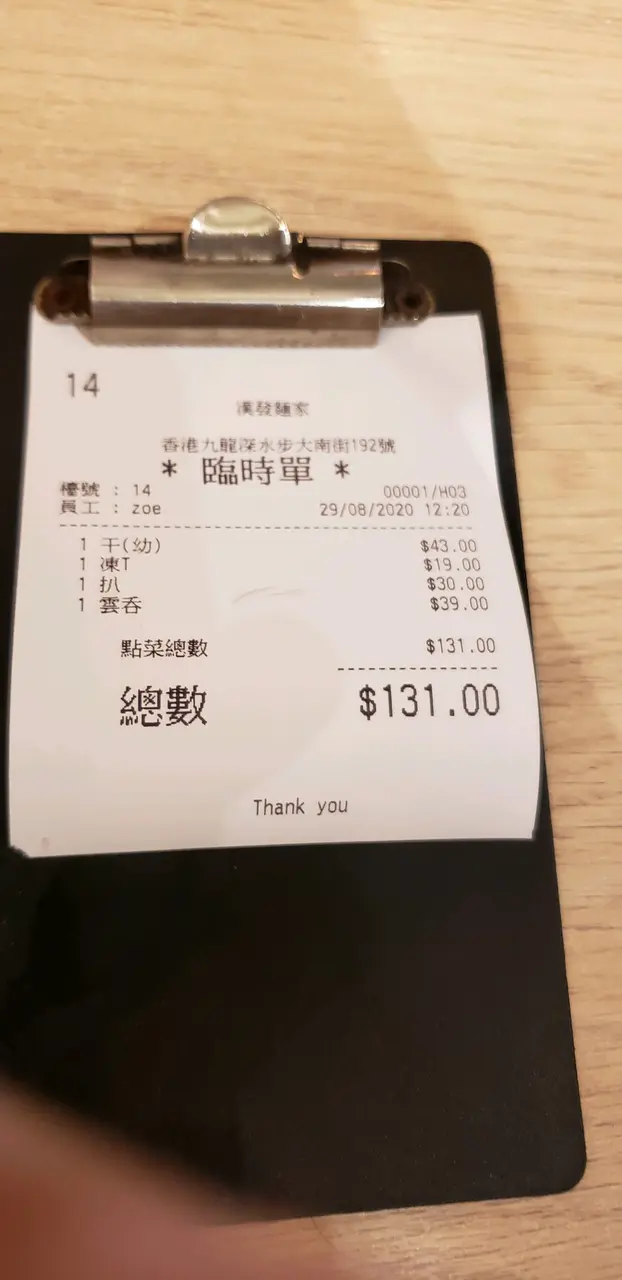 14
漢發麵家
香港九龍深水步大南街192號
* 臨時單 *
檯號 : 14 00001/H03
員工 : zoe 29/08/2020 12:20
1 干(幼) $43.00
1 凍T $19.00
1 扒 $30.00
1 雲吞 $39.00
點菜總數 $131.00
總數 $131.00
Thank you